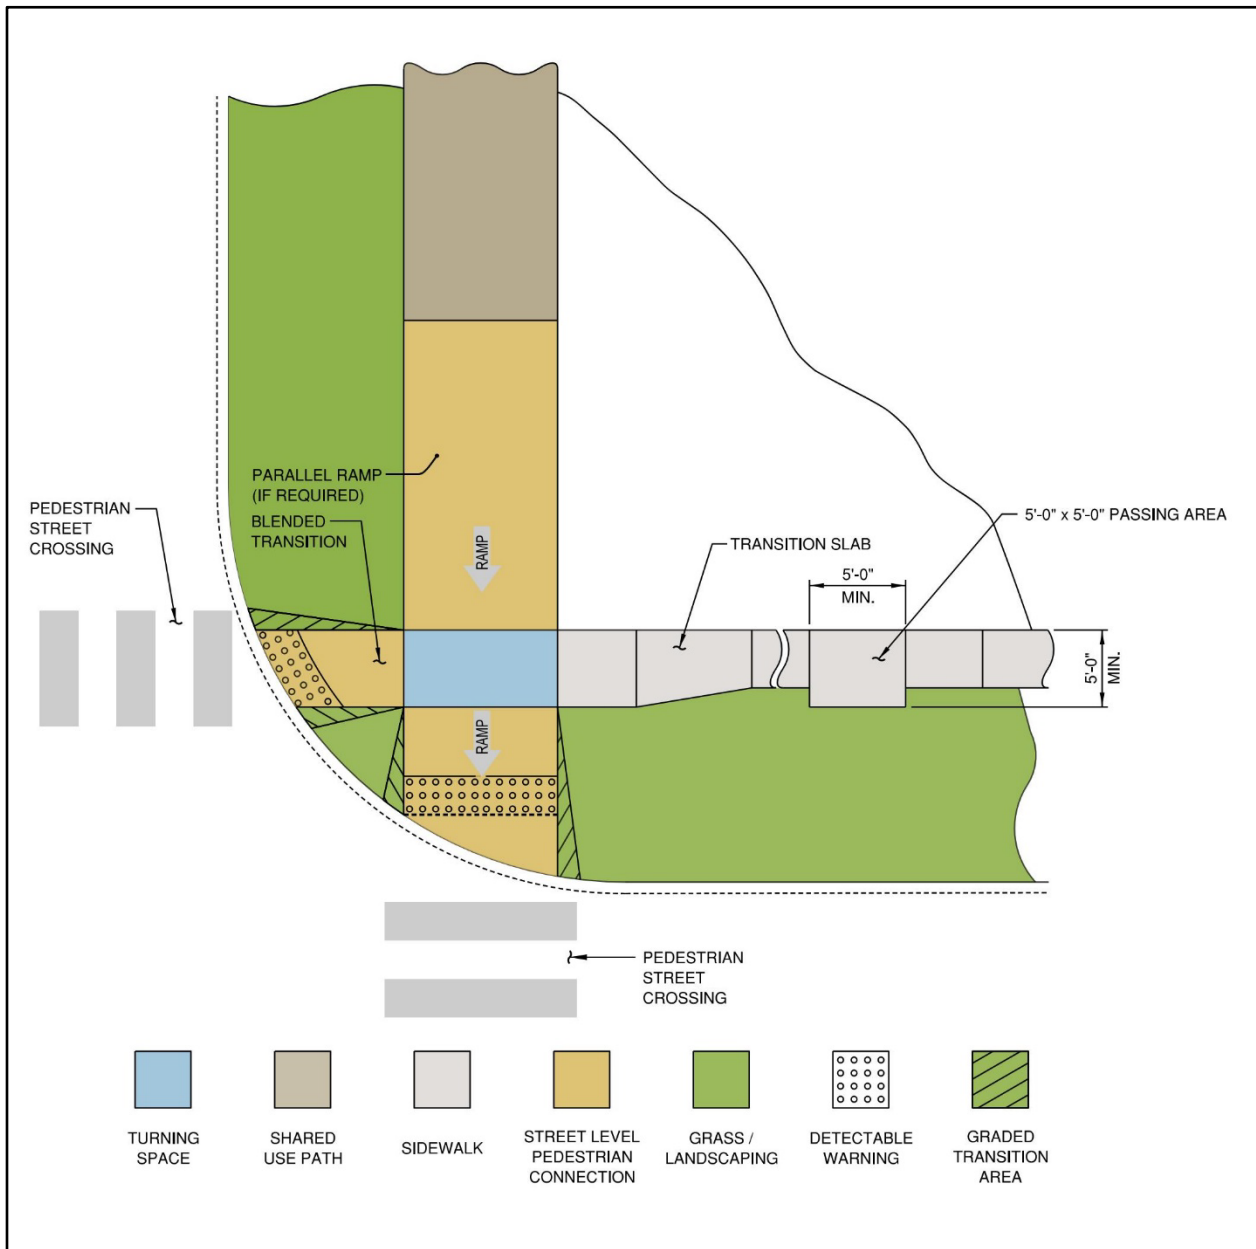 PARALLEL RAMP
(IF REQUIRED)
BLENDED
TRANSITION
PEDESTRIAN
STREET
CROSSING
RAMP
TRANSITION SLAB
5'-0" x 5'-0" PASSING AREA
5'-0"
MIN.
5'-0"
MIN.
RAMP
PEDESTRIAN
STREET
CROSSING
TURNING
SPACE
SHARED
USE PATH
SIDEWALK
STREET LEVEL
PEDESTRIAN
CONNECTION
GRASS /
LANDSCAPING
DETECTABLE
WARNING
GRADED
TRANSITION
AREA